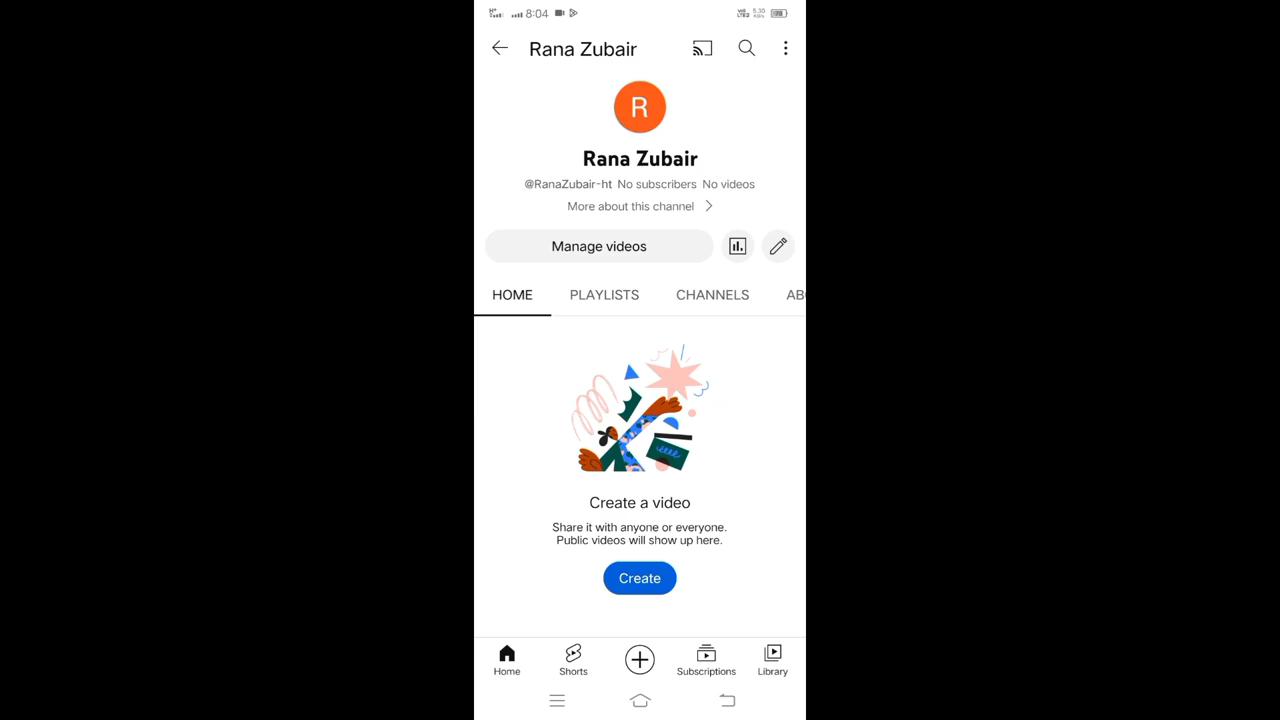 8:04 5.30
Rana Zubair
R
Rana Zubair
@RanaZubair-ht No subscribers No videos
More about this channel
Manage videos
HOME PLAYLISTS CHANNELS AB
Create a video
Share it with anyone or everyone.
Public videos will show up here.
Create
Home Shorts Subscriptions Library